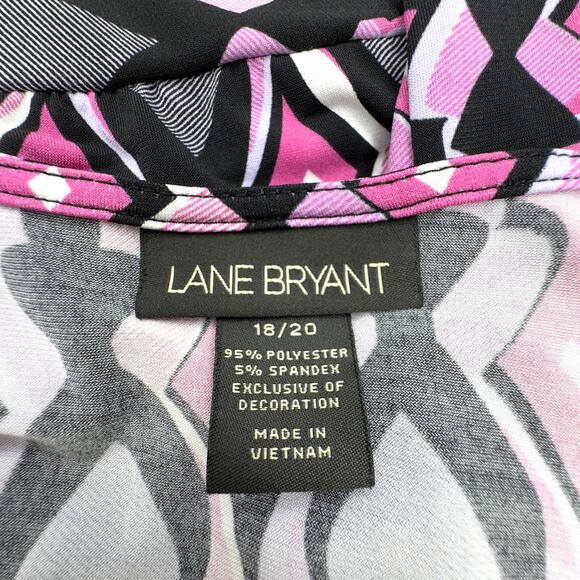 LANE BRYANT
18/20
95% POLYESTER
5% SPANDEX
EXCLUSIVE OF
DECORATION
MADE IN
VIETNAM